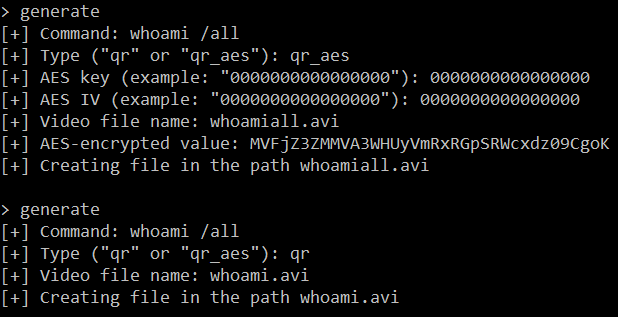 > generate
[+] Command: whoami /all
[+] Type ("qr" or "qr_aes"): qr_aes
[+] AES key (example: "0000000000000000"): 0000000000000000
[+] AES IV (example: "0000000000000000"): 0000000000000000
[+] Video file name: whoamiall.avi
[+] AES-encrypted value: MVFjZ3ZMMVA3WHUyVmRxRGpSRWcxdz09CgoK
[+] Creating file in the path whoamiall.avi
> generate
[+] Command: whoami /all
[+] Type ("qr" or "qr_aes"): qr
[+] Video file name: whoami.avi
[+] Creating file in the path whoami.avi